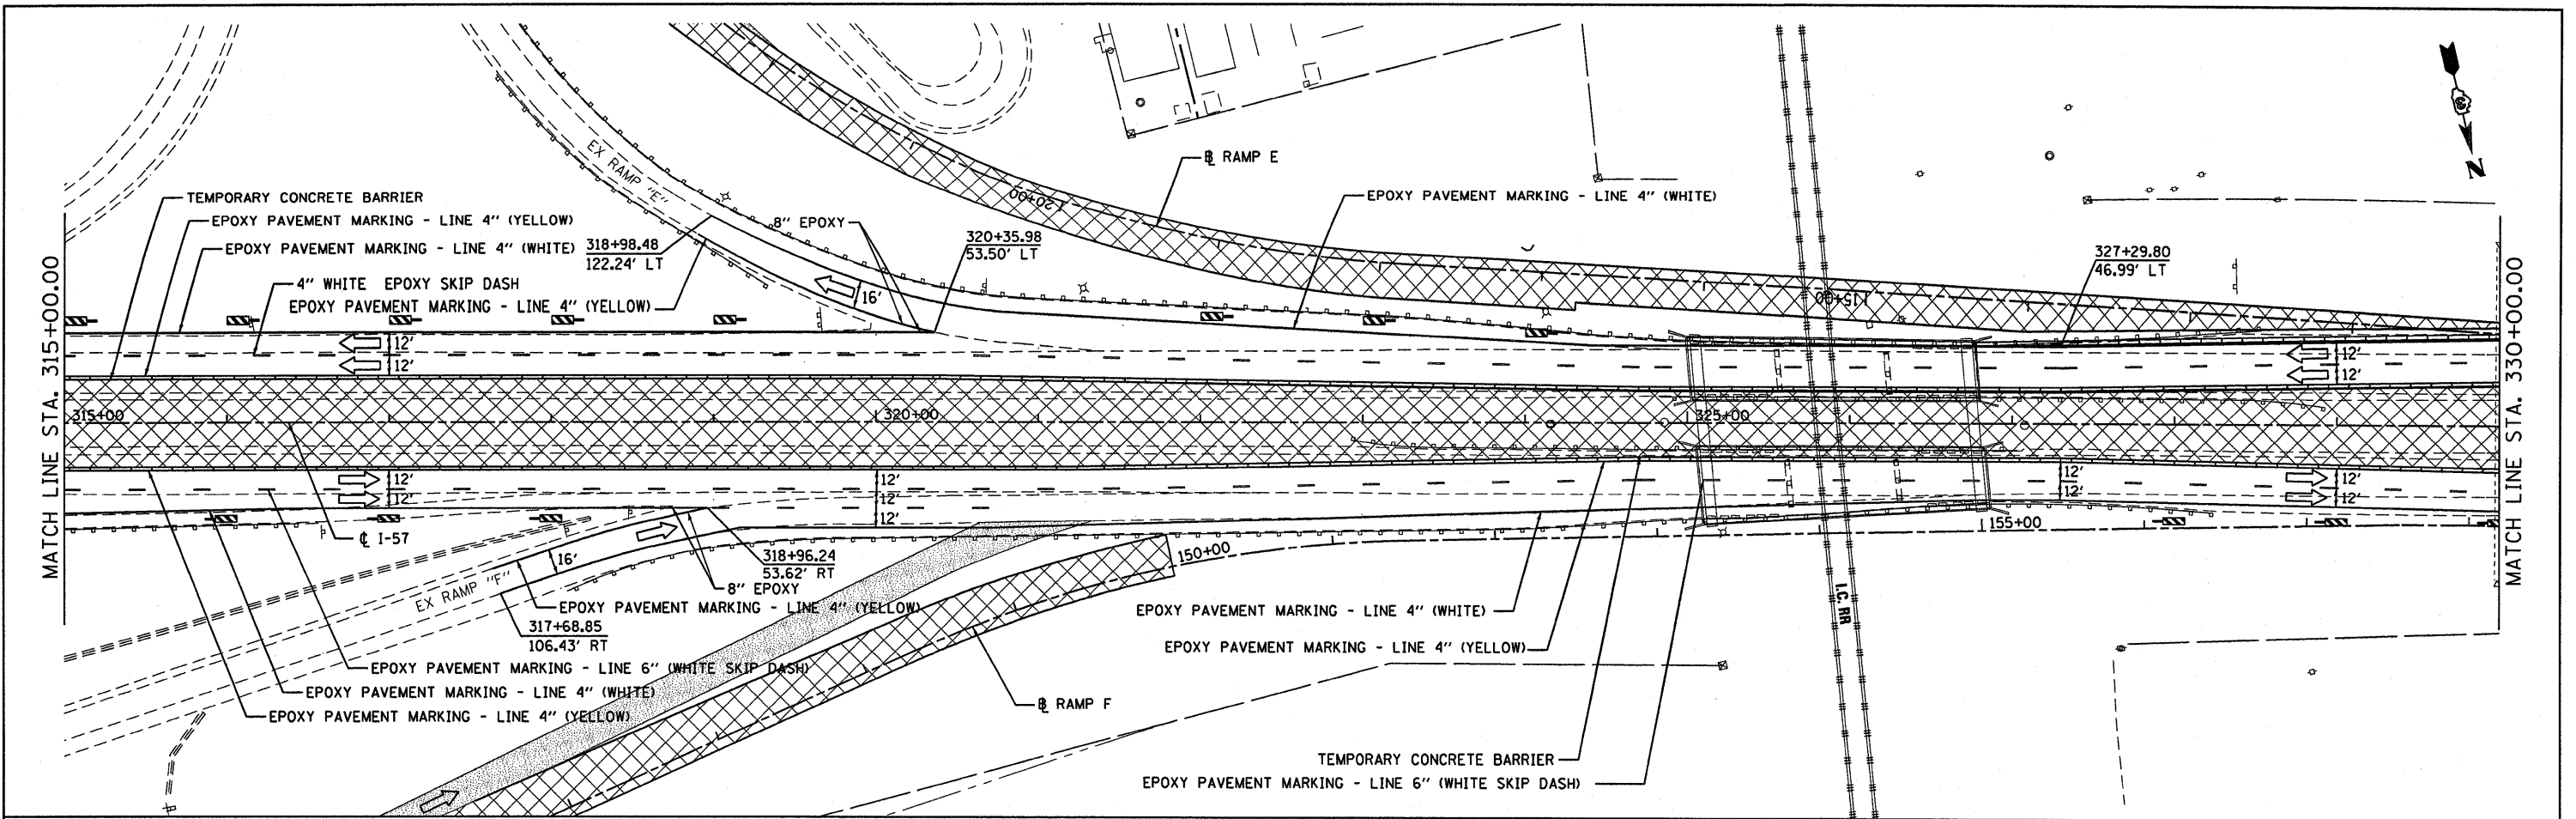 MATCH LINE STA. 315+00.00
TEMPORARY CONCRETE BARRIER
EPOXY PAVEMENT MARKING - LINE 4" (YELLOW)
EPOXY PAVEMENT MARKING - LINE 4" (WHITE)
4" WHITE EPOXY SKIP DASH
EPOXY PAVEMENT MARKING - LINE 4" (YELLOW)
318+98.48
122.24' LT
EX RAMP "E"
8" EPOXY
16'
320+35.98
53.50' LT
20+00
℄ RAMP E
EPOXY PAVEMENT MARKING - LINE 4" (WHITE)
15+00
327+29.80
46.99' LT
N
MATCH LINE STA. 330+00.00
12'
12'
12'
12'
315+00
320+00
325+00
12'
12'
12'
12'
12'
12'
12'
12'
12'
℄ I-57
EX RAMP "F"
16'
318+96.24
53.62' RT
8" EPOXY
EPOXY PAVEMENT MARKING - LINE 4" (YELLOW)
317+68.85
106.43' RT
EPOXY PAVEMENT MARKING - LINE 6" (WHITE SKIP DASH)
EPOXY PAVEMENT MARKING - LINE 4" (WHITE)
EPOXY PAVEMENT MARKING - LINE 4" (YELLOW)
150+00
155+00
℄ RAMP F
EPOXY PAVEMENT MARKING - LINE 4" (WHITE)
EPOXY PAVEMENT MARKING - LINE 4" (YELLOW)
I.C. RR
TEMPORARY CONCRETE BARRIER
EPOXY PAVEMENT MARKING - LINE 6" (WHITE SKIP DASH)